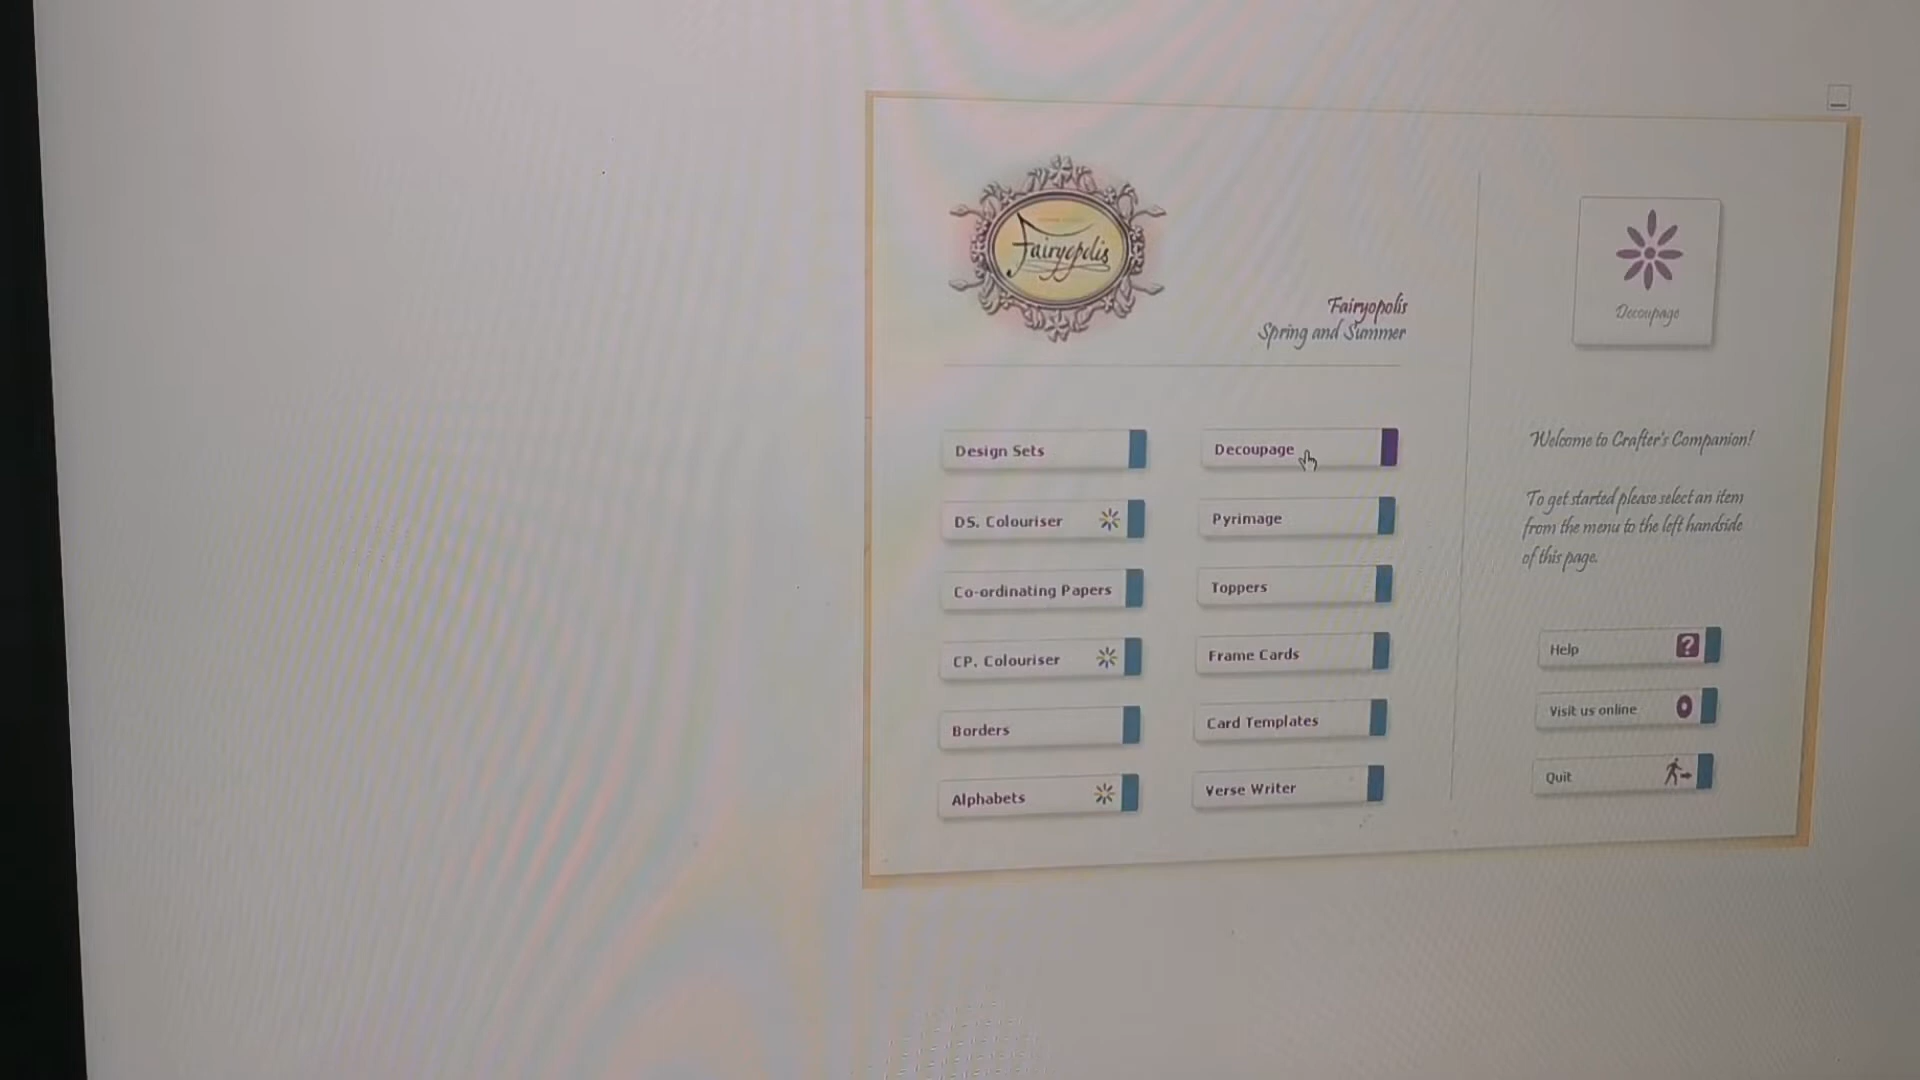 Fairyopolis
Fairyopolis
Spring and Summer
Design Sets
DS. Colouriser
Co-ordinating Papers
CP. Colouriser
Borders
Alphabets
Decoupage
Pyrimage
Toppers
Frame Cards
Card Templates
Verse Writer
Decoupage
Welcome to Crafter's Companion!
To get started please select an item
from the menu to the left handside
of this page.
Help
?
Visit us online
Quit